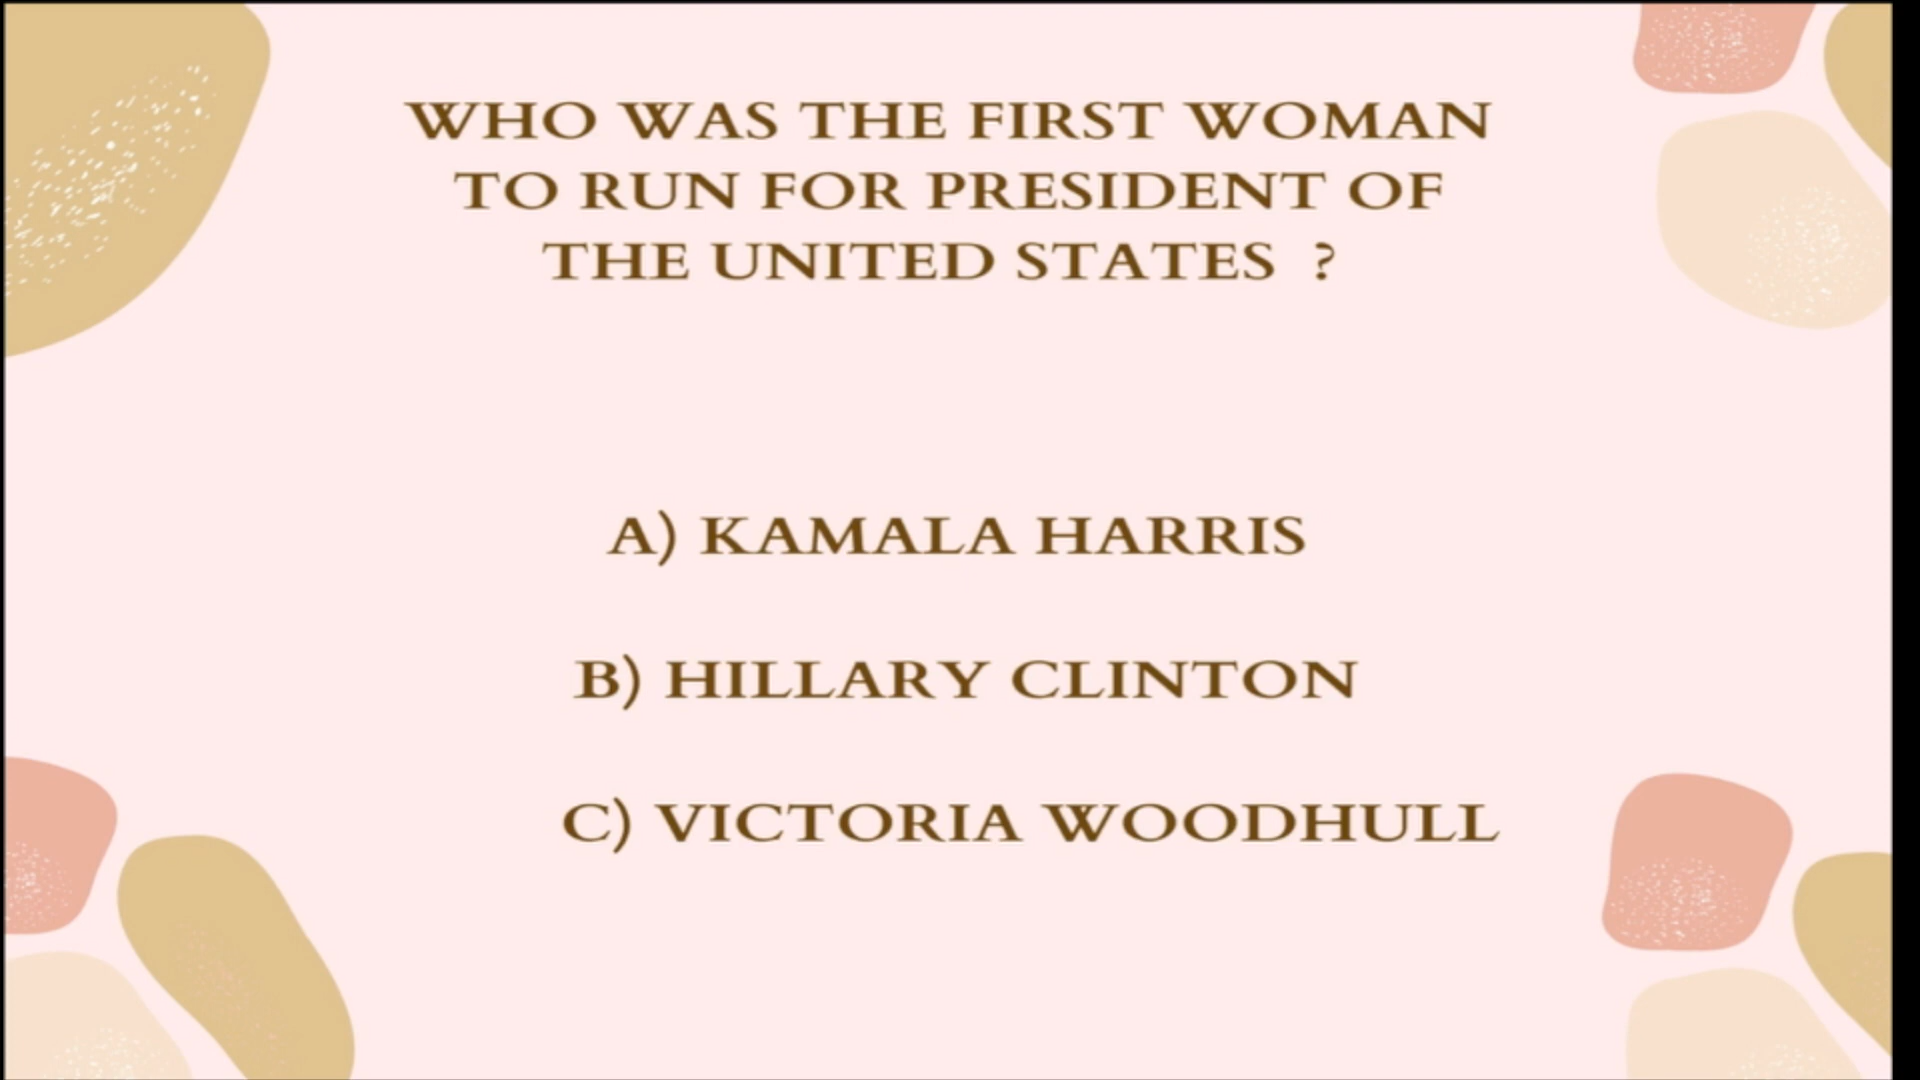 WHO WAS THE FIRST WOMAN
TO RUN FOR PRESIDENT OF
THE UNITED STATES ?
A) KAMALA HARRIS
B) HILLARY CLINTON
C) VICTORIA WOODHULL